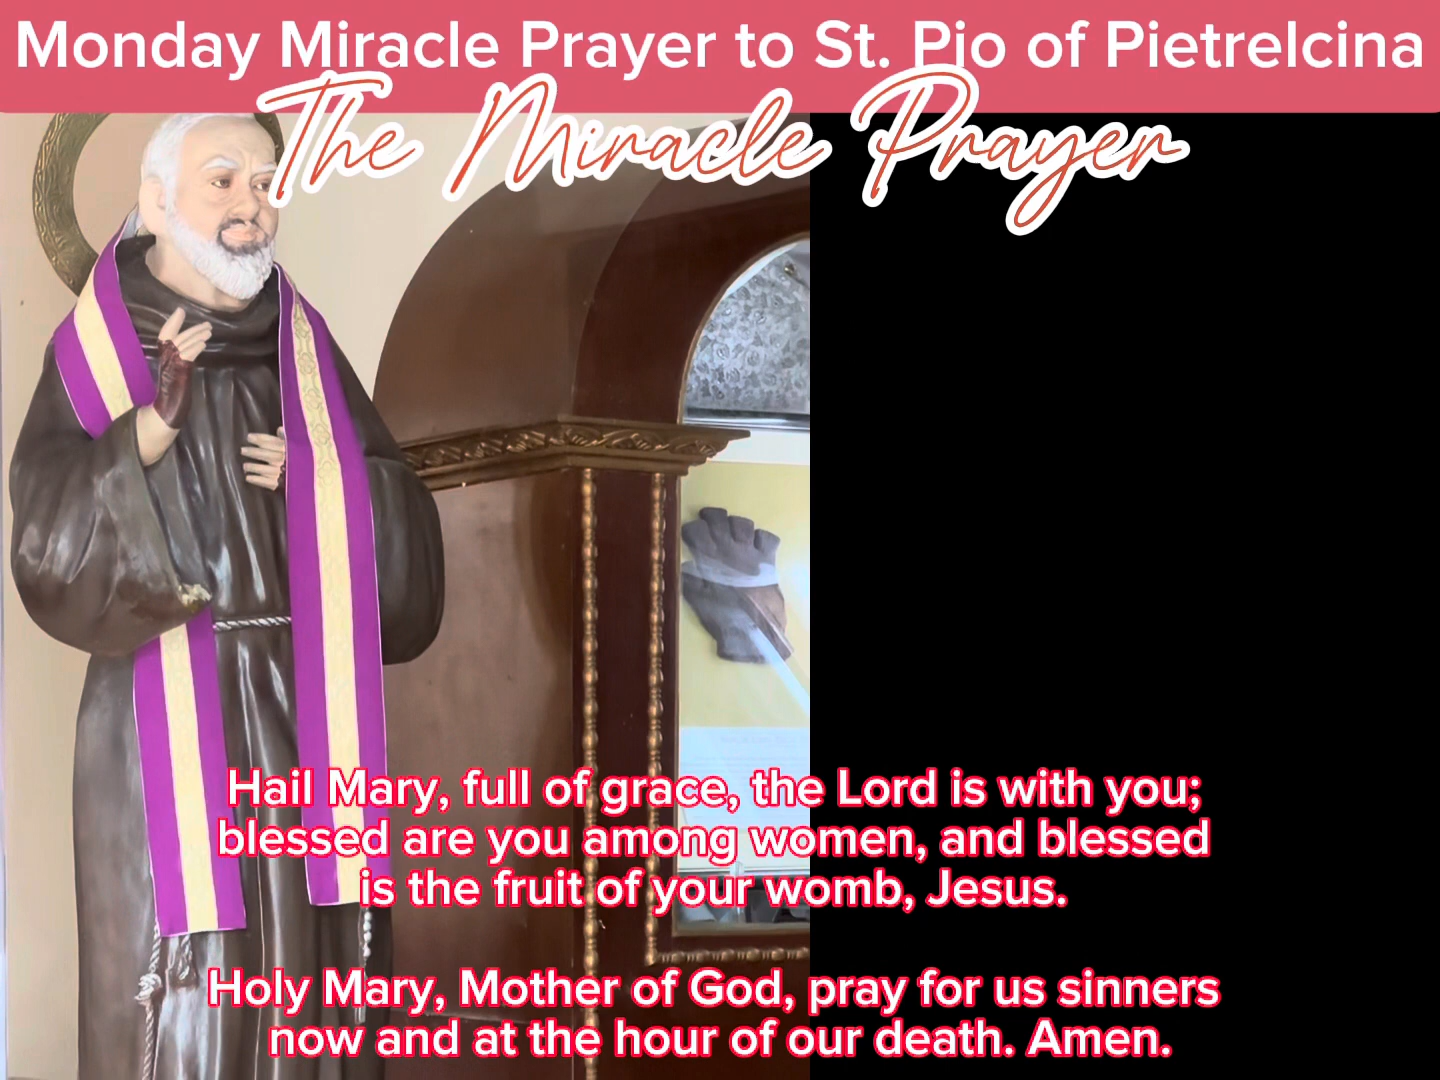 Monday Miracle Prayer to St. Pio of Pietrelcina
The Miracle Prayer
Hail Mary, full of grace, the Lord is with you;
blessed are you among women, and blessed
is the fruit of your womb, Jesus.
Holy Mary, Mother of God, pray for us sinners
now and at the hour of our death. Amen.